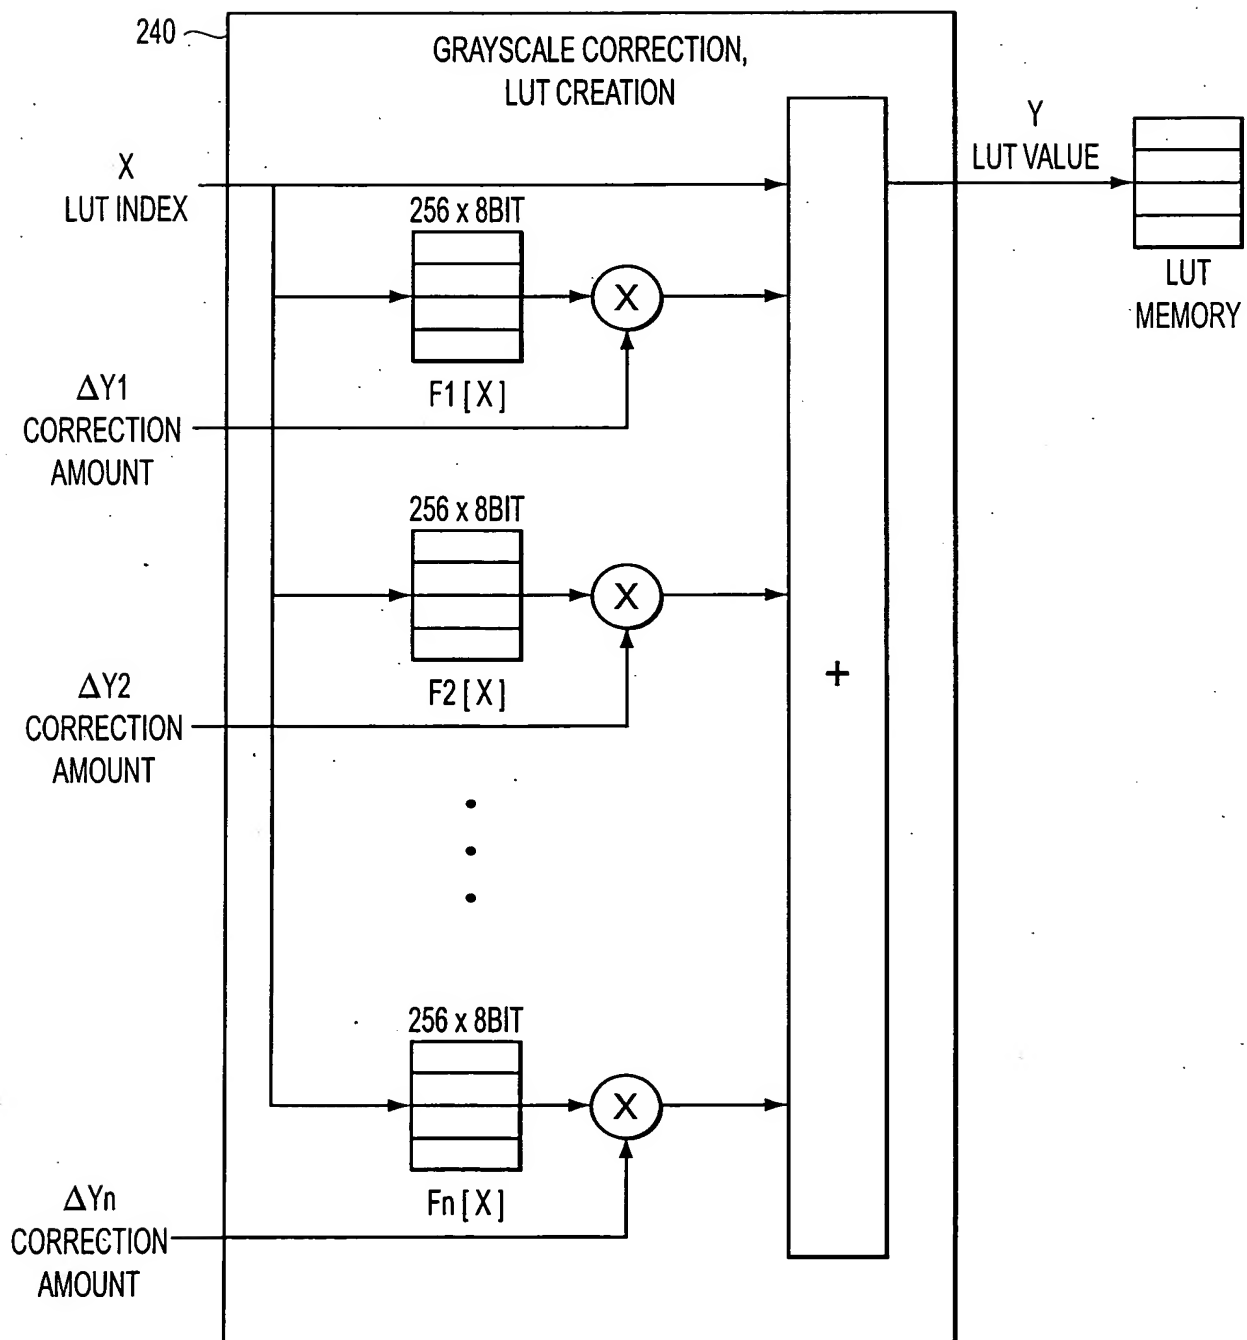 240
GRAYSCALE CORRECTION,
LUT CREATION
X
LUT INDEX
Y
LUT VALUE
LUT
MEMORY
256 x 8BIT
X
F1 [ X ]
ΔY1
CORRECTION
AMOUNT
256 x 8BIT
X
F2 [ X ]
ΔY2
CORRECTION
AMOUNT
+
256 x 8BIT
X
Fn [ X ]
ΔYn
CORRECTION
AMOUNT